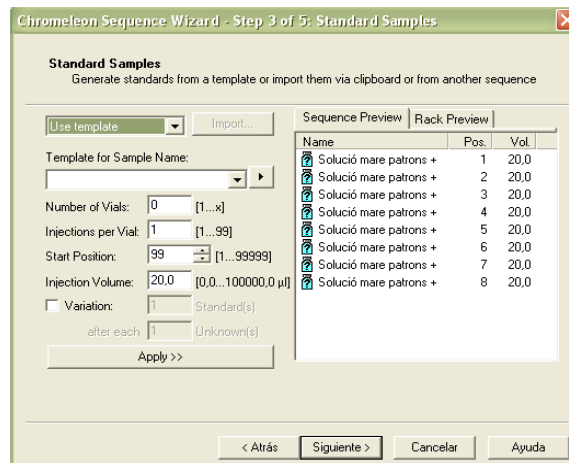 Chromeleon Sequence Wizard - Step 3 of 5: Standard Samples
Standard Samples
Generate standards from a template or import them via clipboard or from another sequence
Use template
Import...
Template for Sample Name:
Number of Vials: 0 [1...x]
Injections per Vial: 1 [1...99]
Start Position: 99 [1...99999]
Injection Volume: 20,0 [0,0...100000,0 µl]
Variation: 1 Standard(s)
after each 1 Unknown(s)
Apply >>
Sequence Preview Rack Preview
Name Pos. Vol.
Solució mare patrons + 1 20,0
Solució mare patrons + 2 20,0
Solució mare patrons + 3 20,0
Solució mare patrons + 4 20,0
Solució mare patrons + 5 20,0
Solució mare patrons + 6 20,0
Solució mare patrons + 7 20,0
Solució mare patrons + 8 20,0
< Atrás Siguiente > Cancelar Ayuda